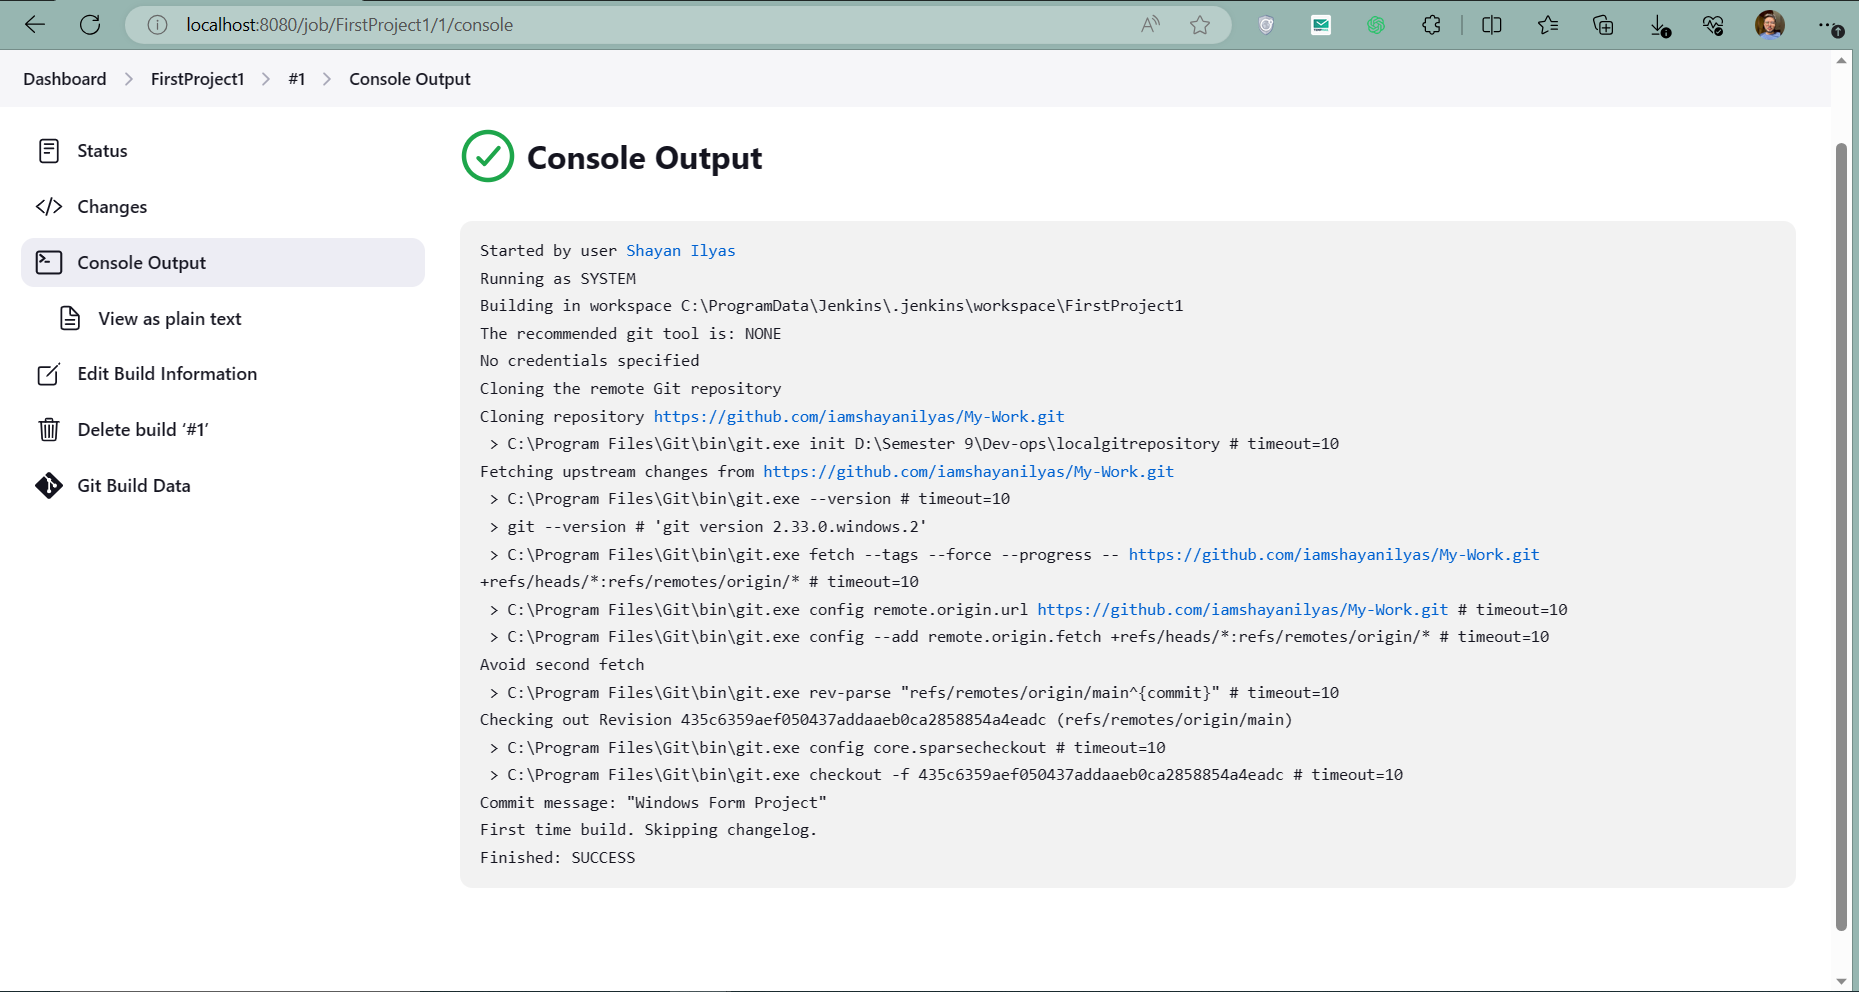 localhost:8080/job/FirstProject1/1/console
Dashboard > FirstProject1 > #1 > Console Output
Status
Changes
Console Output
View as plain text
Edit Build Information
Delete build ‘#1’
Git Build Data
Console Output
Started by user Shayan Ilyas
Running as SYSTEM
Building in workspace C:\ProgramData\Jenkins\.jenkins\workspace\FirstProject1
The recommended git tool is: NONE
No credentials specified
Cloning the remote Git repository
Cloning repository https://github.com/iamshayanilyas/My-Work.git
 > C:\Program Files\Git\bin\git.exe init D:\Semester 9\Dev-ops\localgitrepository # timeout=10
Fetching upstream changes from https://github.com/iamshayanilyas/My-Work.git
 > C:\Program Files\Git\bin\git.exe --version # timeout=10
 > git --version # 'git version 2.33.0.windows.2'
 > C:\Program Files\Git\bin\git.exe fetch --tags --force --progress -- https://github.com/iamshayanilyas/My-Work.git
+refs/heads/*:refs/remotes/origin/* # timeout=10
 > C:\Program Files\Git\bin\git.exe config remote.origin.url https://github.com/iamshayanilyas/My-Work.git # timeout=10
 > C:\Program Files\Git\bin\git.exe config --add remote.origin.fetch +refs/heads/*:refs/remotes/origin/* # timeout=10
Avoid second fetch
 > C:\Program Files\Git\bin\git.exe rev-parse "refs/remotes/origin/main^{commit}" # timeout=10
Checking out Revision 435c6359aef050437addaaeb0ca2858854a4eadc (refs/remotes/origin/main)
 > C:\Program Files\Git\bin\git.exe config core.sparsecheckout # timeout=10
 > C:\Program Files\Git\bin\git.exe checkout -f 435c6359aef050437addaaeb0ca2858854a4eadc # timeout=10
Commit message: "Windows Form Project"
First time build. Skipping changelog.
Finished: SUCCESS